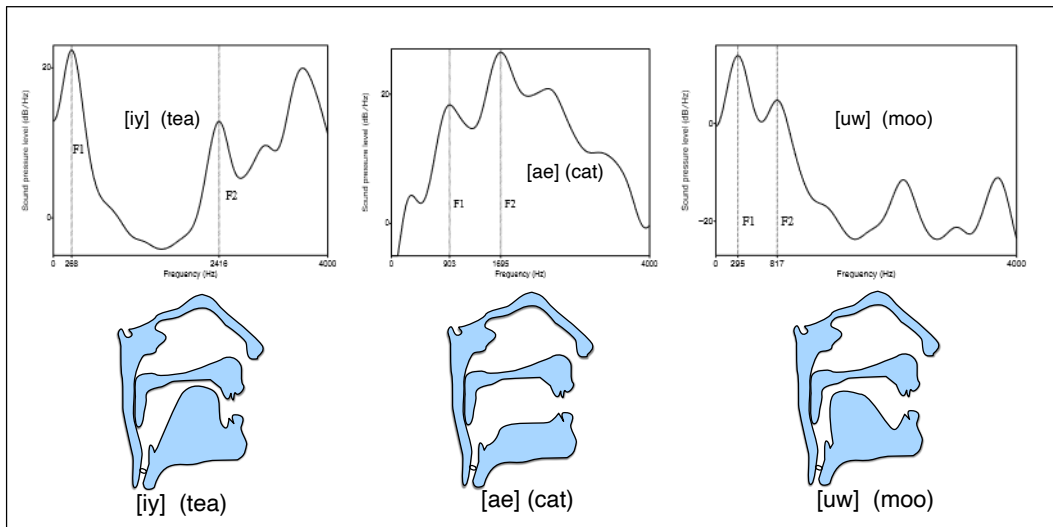 Sound pressure level (dB/Hz)
20
0
[iy] (tea)
F1
F2
0 268 2416 4000
Frequency (Hz)
Sound pressure level (dB/Hz)
20
0
[ae] (cat)
F1
F2
0 903 1695 4000
Frequency (Hz)
Sound pressure level (dB/Hz)
0
−20
[uw] (moo)
F1
F2
0 295 817 4000
Frequency (Hz)
[iy] (tea)
[ae] (cat)
[uw] (moo)